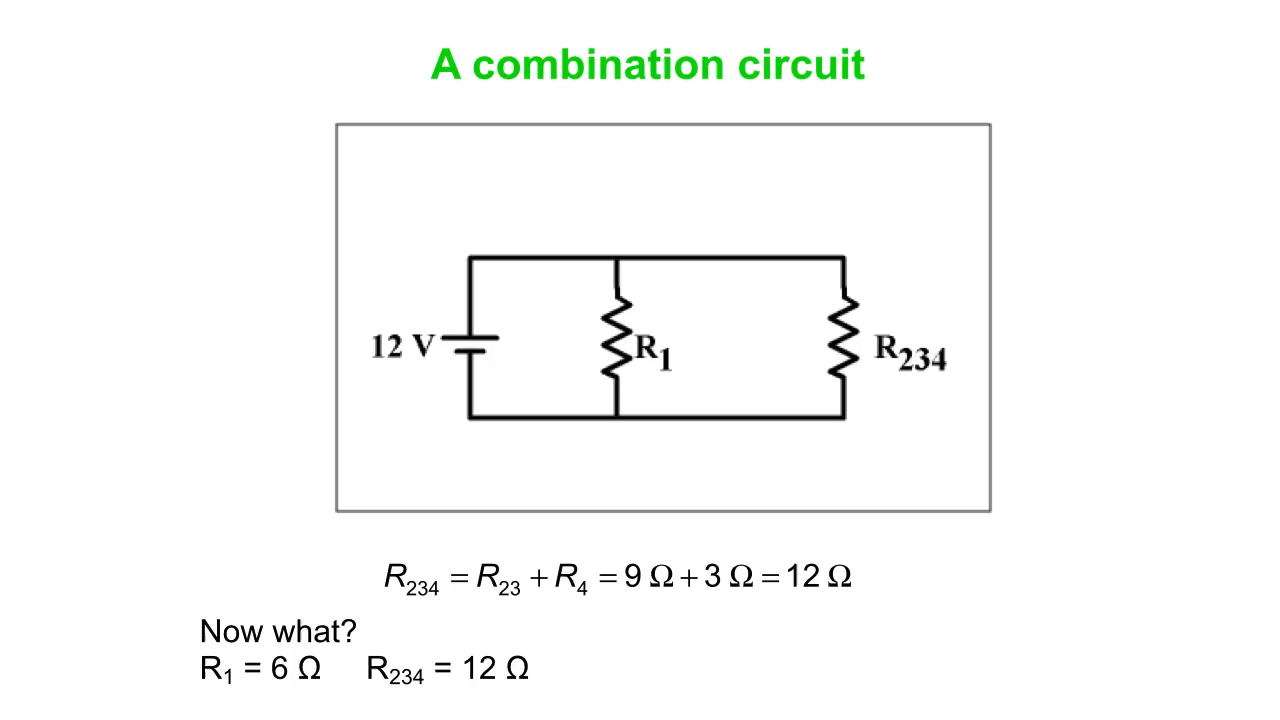 A combination circuit
12 V
R₁
R₂₃₄
R₂₃₄ = R₂₃ + R₄ = 9 Ω + 3 Ω = 12 Ω
Now what?
R₁ = 6 Ω R₂₃₄ = 12 Ω